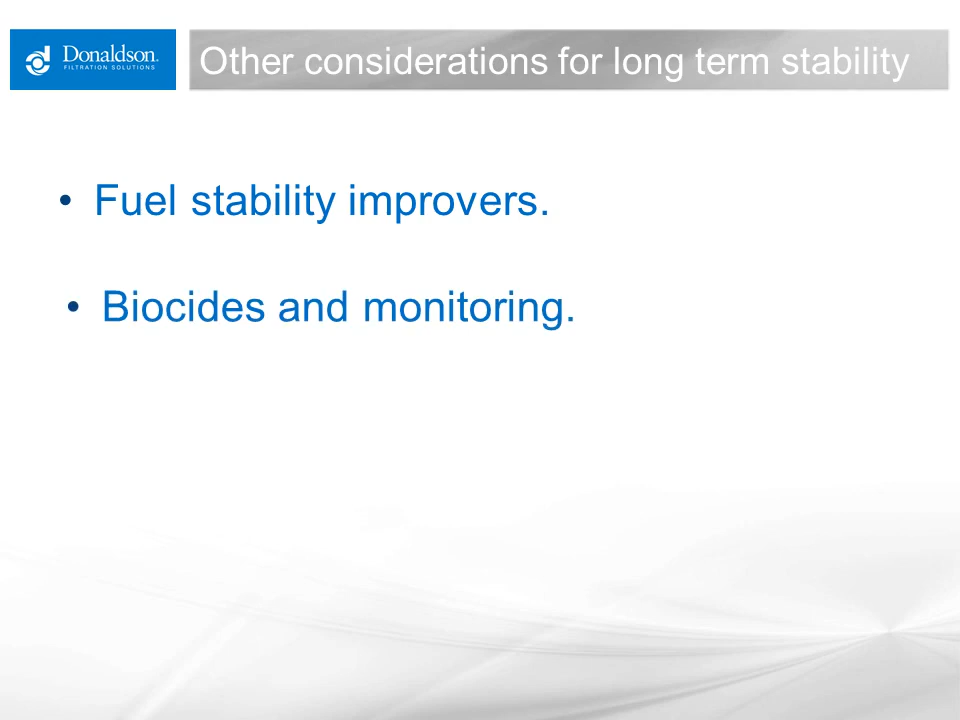 Donaldson.
FILTRATION SOLUTIONS
Other considerations for long term stability
• Fuel stability improvers.
• Biocides and monitoring.